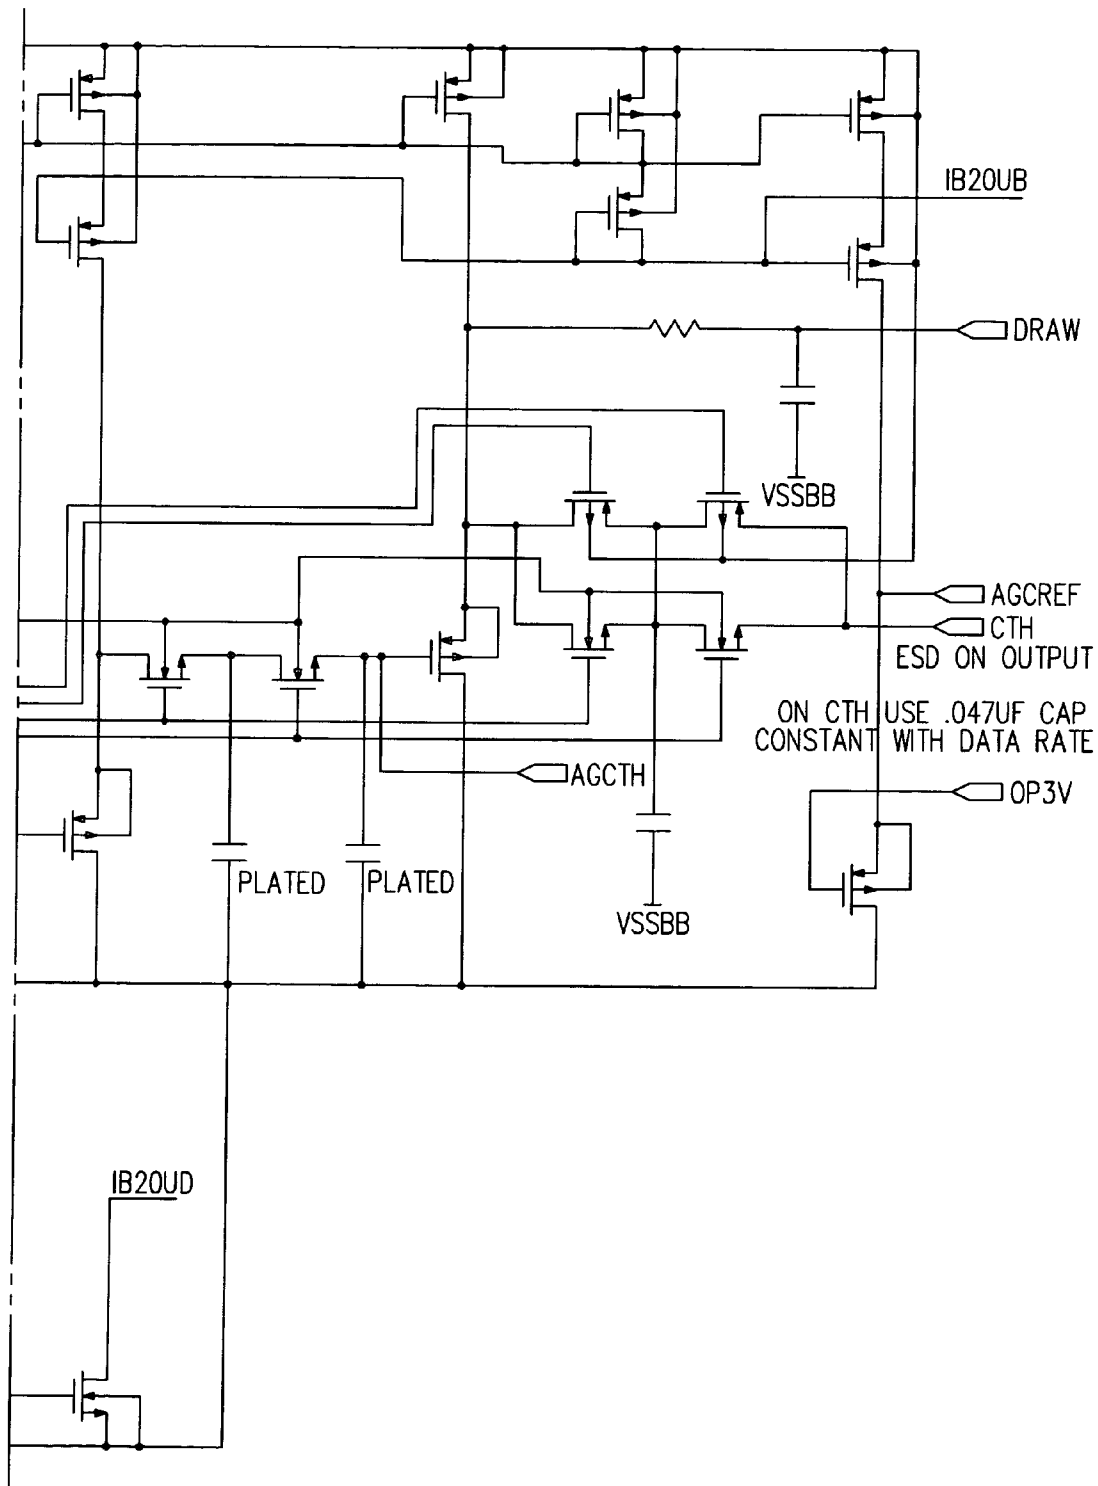 IB20UB
DRAW
VSSBB
AGCREF
CTH
ESD ON OUTPUT
ON CTH USE .047UF CAP
CONSTANT WITH DATA RATE
AGCTH
OP3V
PLATED
PLATED
VSSBB
IB20UD